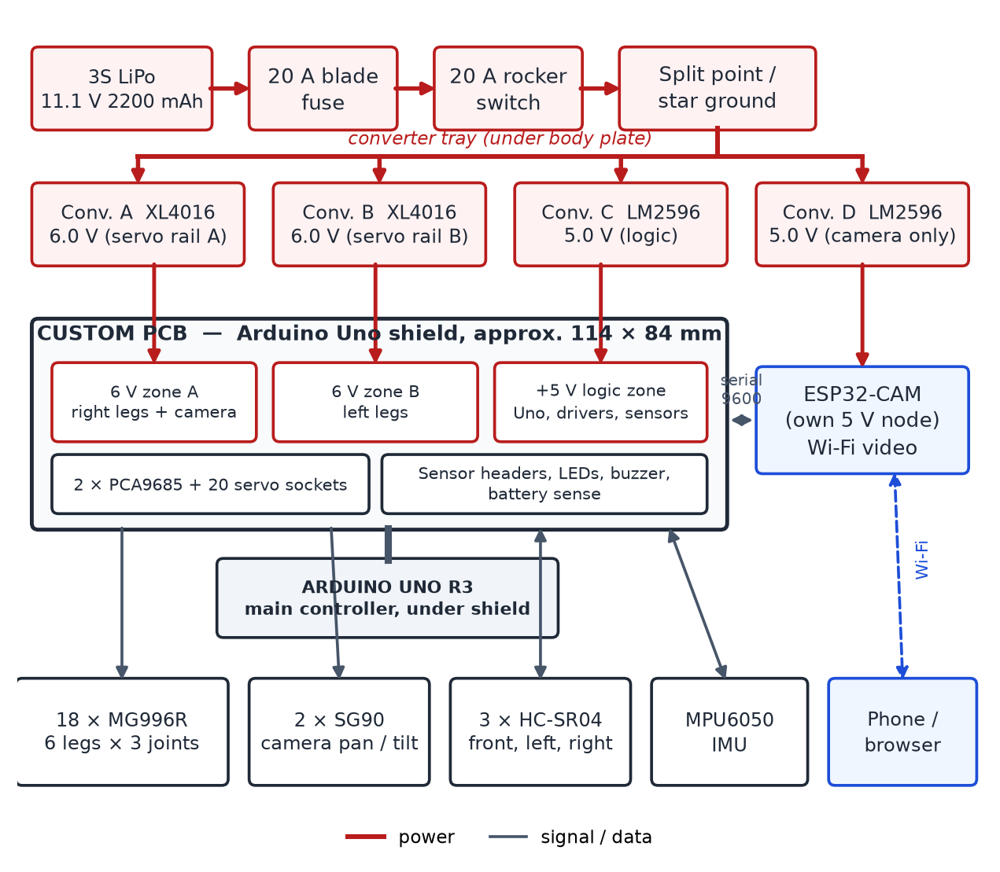 3S LiPo
11.1 V 2200 mAh
20 A blade
fuse
20 A rocker
switch
Split point /
star ground
converter tray (under body plate)
Conv. A  XL4016
6.0 V (servo rail A)
Conv. B  XL4016
6.0 V (servo rail B)
Conv. C  LM2596
5.0 V (logic)
Conv. D  LM2596
5.0 V (camera only)
CUSTOM PCB  —  Arduino Uno shield, approx. 114 × 84 mm
6 V zone A
right legs + camera
6 V zone B
left legs
+5 V logic zone
Uno, drivers, sensors
serial
9600
ESP32-CAM
(own 5 V node)
Wi-Fi video
2 × PCA9685 + 20 servo sockets
Sensor headers, LEDs, buzzer,
battery sense
Wi-Fi
ARDUINO UNO R3
main controller, under shield
18 × MG996R
6 legs × 3 joints
2 × SG90
camera pan / tilt
3 × HC-SR04
front, left, right
MPU6050
IMU
Phone /
browser
power
signal / data